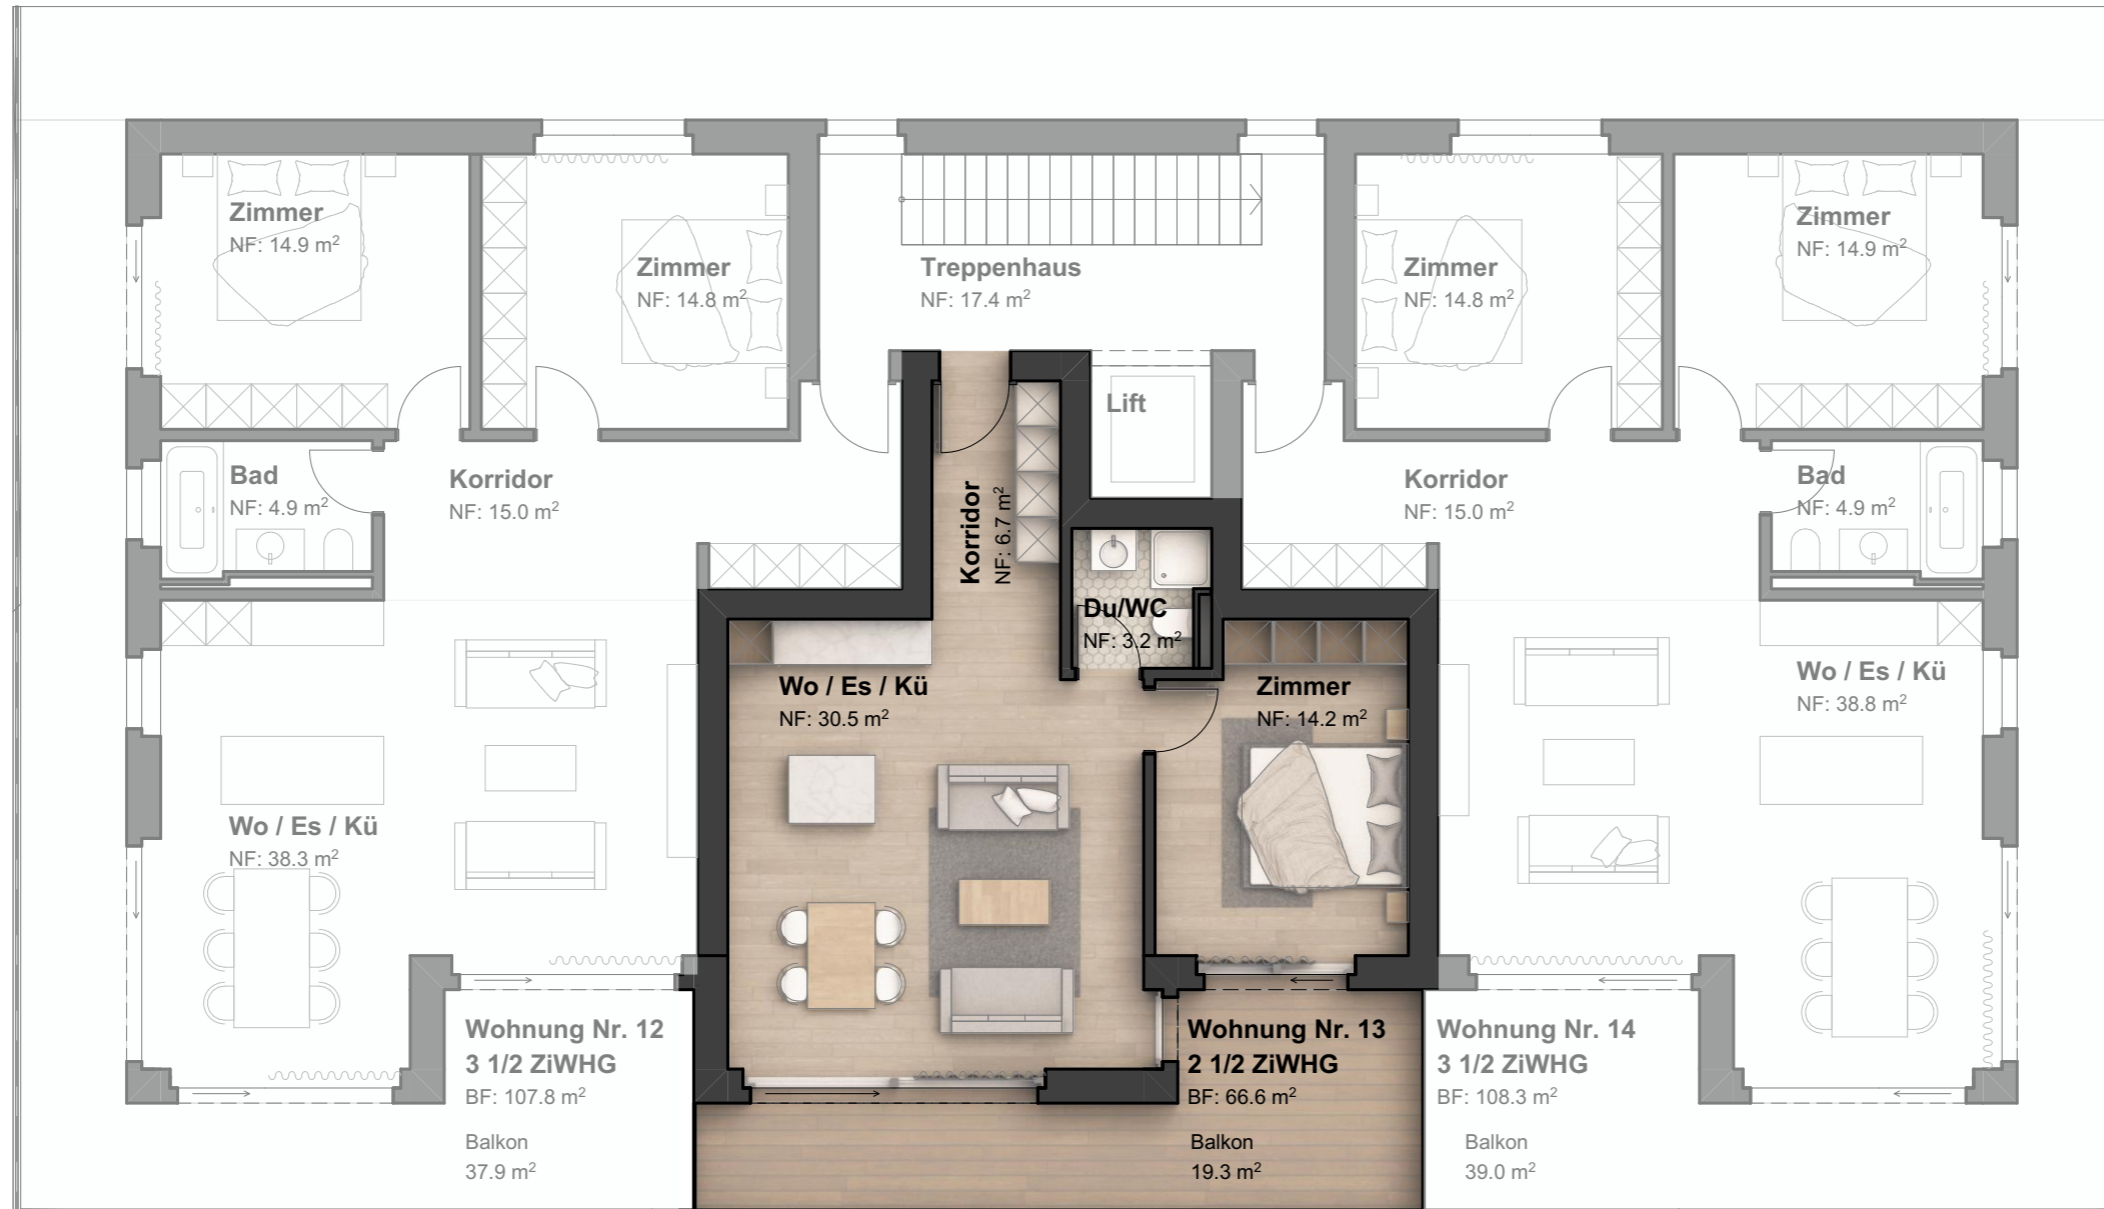 Zimmer
NF: 14.9 m²
Zimmer
NF: 14.8 m²
Treppenhaus
NF: 17.4 m²
Zimmer
NF: 14.8 m²
Zimmer
NF: 14.9 m²
Lift
Bad
NF: 4.9 m²
Korridor
NF: 15.0 m²
Korridor
NF: 6.7 m²
Korridor
NF: 15.0 m²
Bad
NF: 4.9 m²
Du/WC
NF: 3.2 m²
Wo / Es / Kü
NF: 30.5 m²
Zimmer
NF: 14.2 m²
Wo / Es / Kü
NF: 38.8 m²
Wo / Es / Kü
NF: 38.3 m²
Wohnung Nr. 12
3 1/2 ZiWHG
BF: 107.8 m²
Balkon
37.9 m²
Wohnung Nr. 13
2 1/2 ZiWHG
BF: 66.6 m²
Balkon
19.3 m²
Wohnung Nr. 14
3 1/2 ZiWHG
BF: 108.3 m²
Balkon
39.0 m²